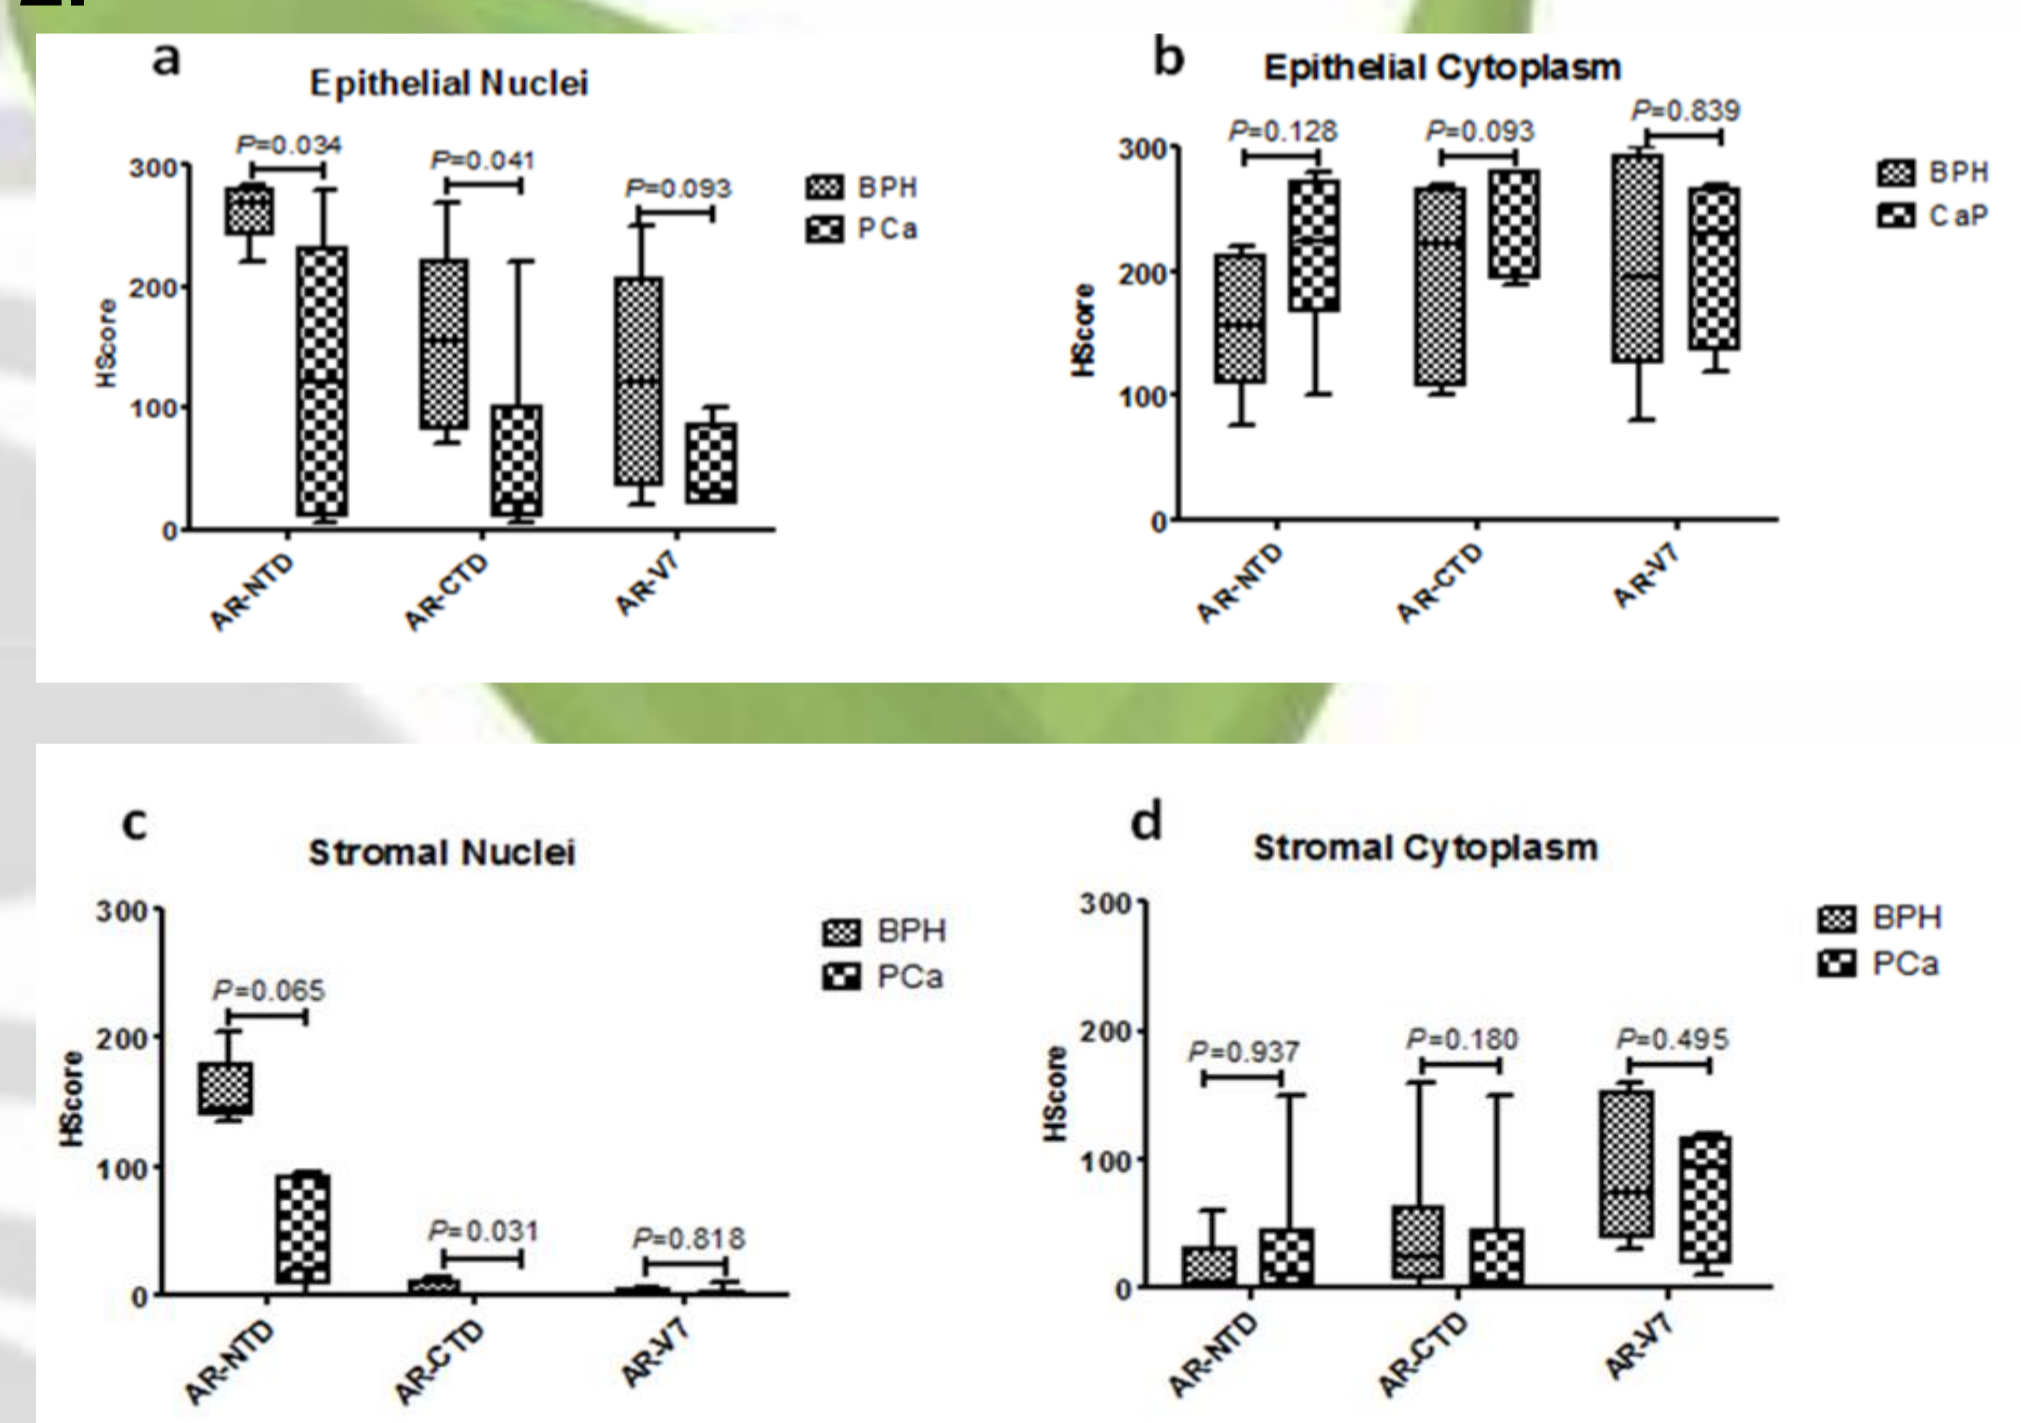 a
Epithelial Nuclei
P=0.034
P=0.041
P=0.093
BPH
PCa
300
200
100
0
HScore
AR-NTD
AR-CTD
AR-V7
b
Epithelial Cytoplasm
P=0.128
P=0.093
P=0.839
BPH
CaP
300
200
100
0
HScore
AR-NTD
AR-CTD
AR-V7
c
Stromal Nuclei
P=0.065
P=0.031
P=0.818
BPH
PCa
300
200
100
0
HScore
AR-NTD
AR-CTD
AR-V7
d
Stromal Cytoplasm
P=0.937
P=0.180
P=0.495
BPH
PCa
300
200
100
0
HScore
AR-NTD
AR-CTD
AR-V7